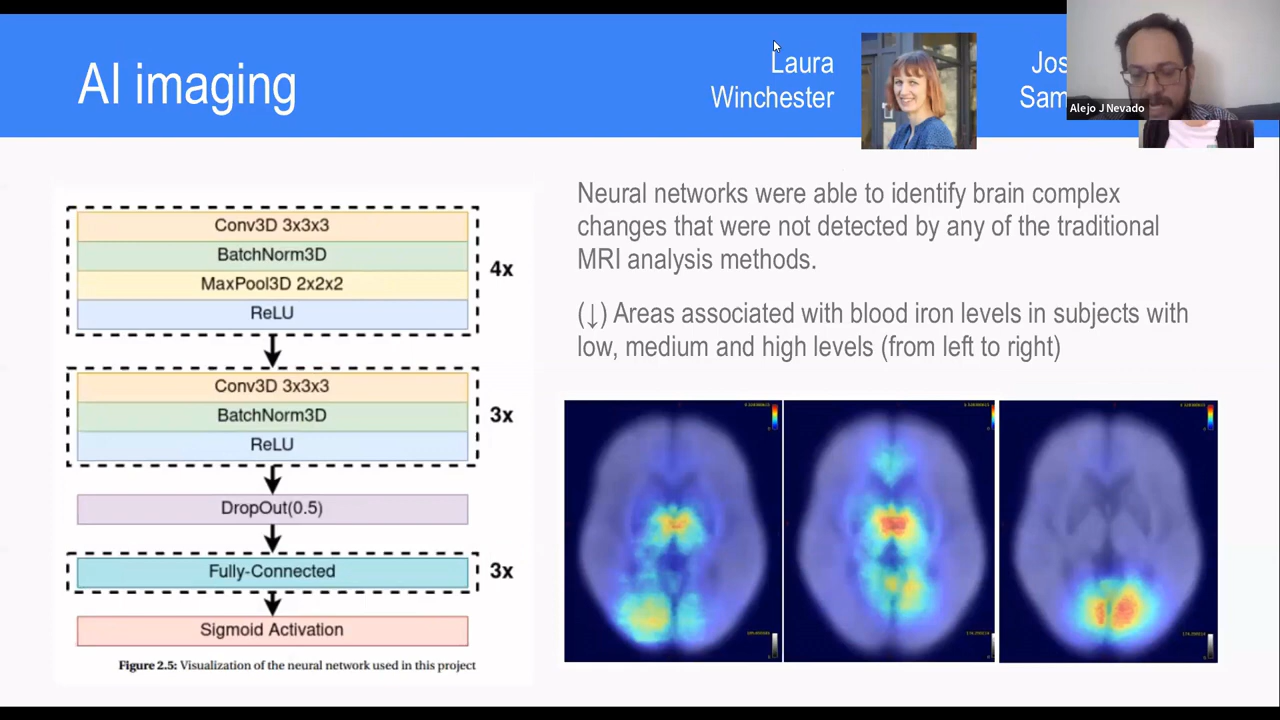 AI imaging
Laura
Winchester
Alejo J Nevado
Neural networks were able to identify brain complex
changes that were not detected by any of the traditional
MRI analysis methods.
(↓) Areas associated with blood iron levels in subjects with
low, medium and high levels (from left to right)
Conv3D 3x3x3
BatchNorm3D
MaxPool3D 2x2x2
ReLU
4x
Conv3D 3x3x3
BatchNorm3D
ReLU
3x
DropOut(0.5)
Fully-Connected
3x
Sigmoid Activation
Figure 2.5: Visualization of the neural network used in this project